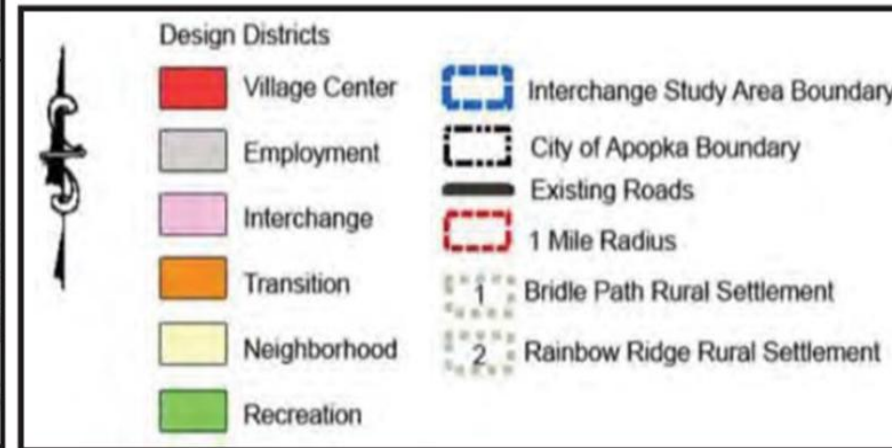 Design Districts
Village Center
Employment
Interchange
Transition
Neighborhood
Recreation
Interchange Study Area Boundary
City of Apopka Boundary
Existing Roads
1 Mile Radius
1 Bridle Path Rural Settlement
2 Rainbow Ridge Rural Settlement